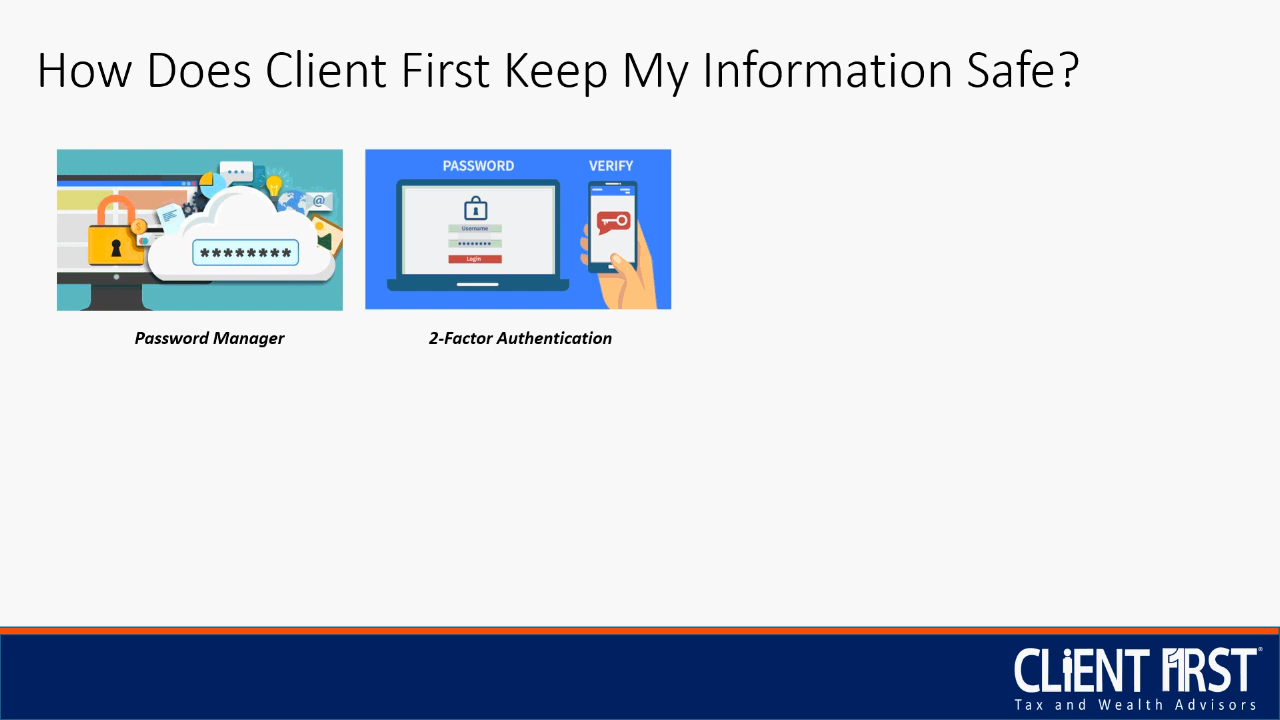 How Does Client First Keep My Information Safe?
PASSWORD
VERIFY
@
Username
********
********
Login
Password Manager
2-Factor Authentication
CLiENT FIRST®
Tax and Wealth Advisors